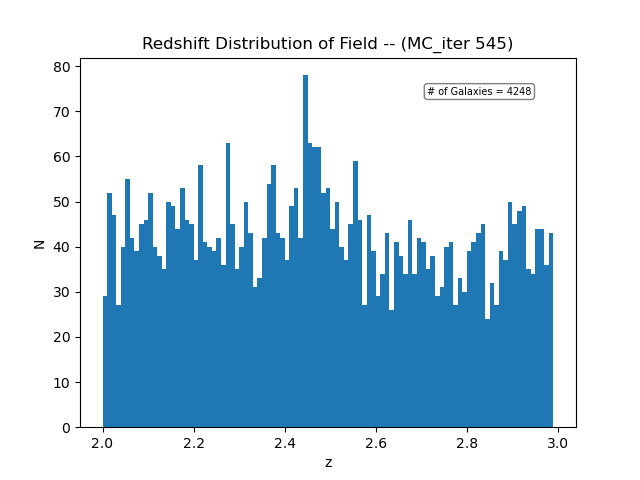 Redshift Distribution of Field -- (MC_iter 545)
# of Galaxies = 4248
80
70
60
50
40
30
20
10
0
N
2.0 2.2 2.4 2.6 2.8 3.0
z